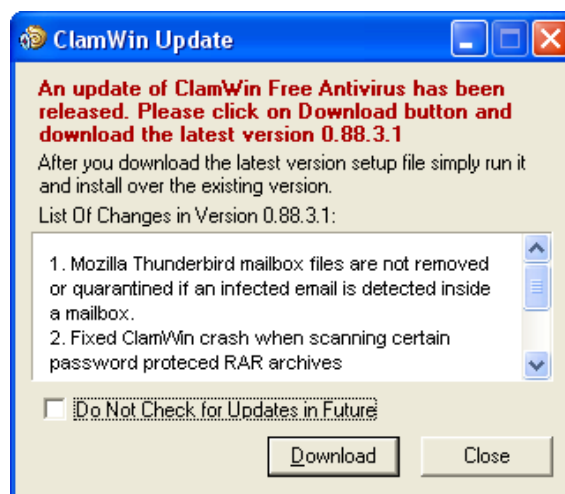 ClamWin Update
An update of ClamWin Free Antivirus has been
released. Please click on Download button and
download the latest version 0.88.3.1
After you download the latest version setup file simply run it
and install over the existing version.
List Of Changes in Version 0.88.3.1:
1. Mozilla Thunderbird mailbox files are not removed
or quarantined if an infected email is detected inside
a mailbox.
2. Fixed ClamWin crash when scanning certain
password proteced RAR archives
Do Not Check for Updates in Future
Download
Close